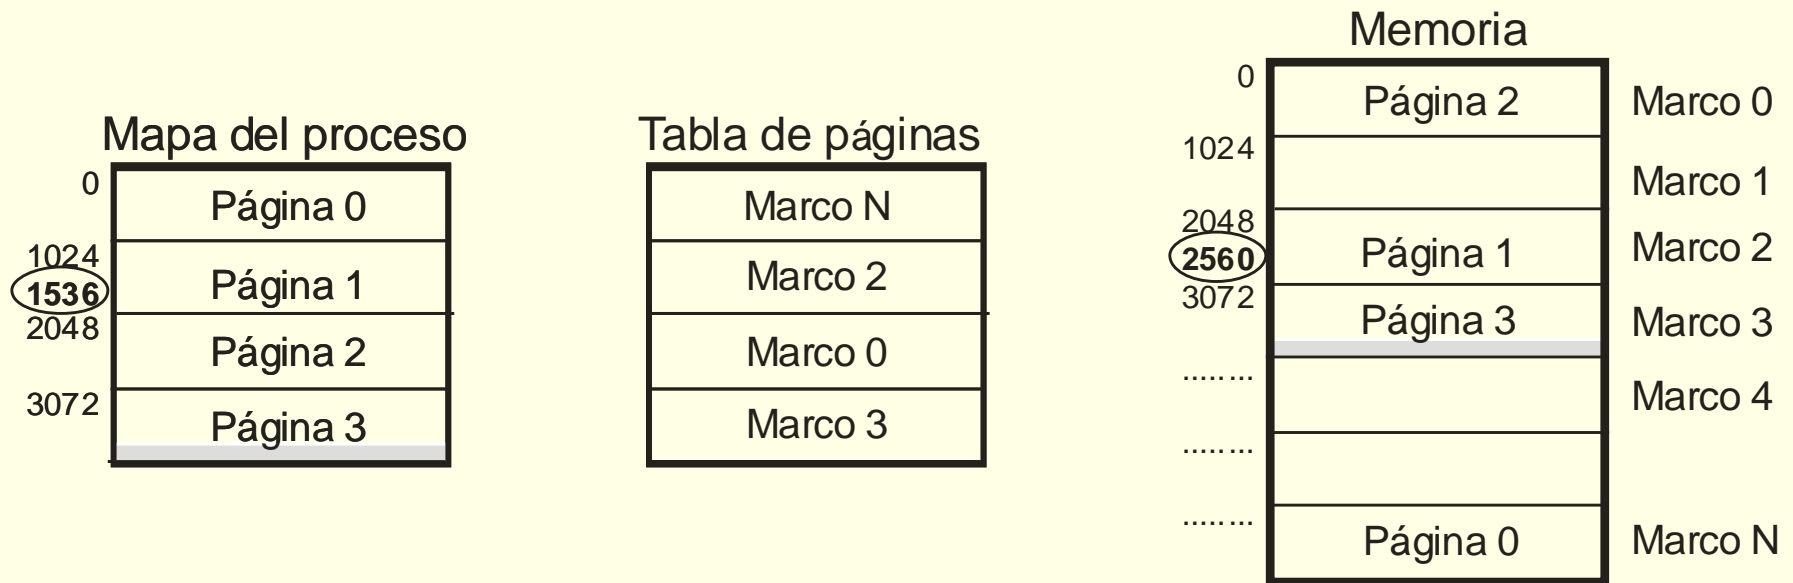 Mapa del proceso
0
Página 0
1024
1536
Página 1
2048
Página 2
3072
Página 3
Tabla de páginas
Marco N
Marco 2
Marco 0
Marco 3
Memoria
0
Página 2
Marco 0
1024
Marco 1
2048
2560
Página 1
Marco 2
3072
Página 3
Marco 3
........
Marco 4
........
........
Página 0
Marco N